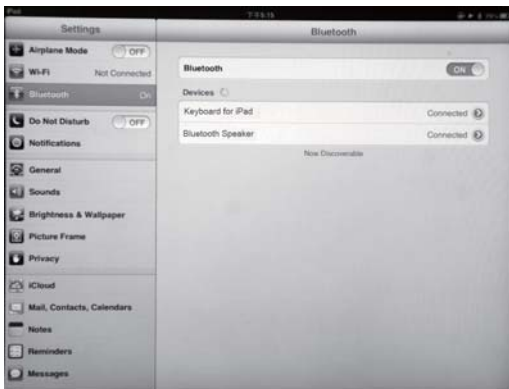 iPad
Settings
Bluetooth
Airplane Mode OFF
Wi-Fi Not Connected
Bluetooth On
Do Not Disturb OFF
Notifications
General
Sounds
Brightness & Wallpaper
Picture Frame
Privacy
iCloud
Mail, Contacts, Calendars
Notes
Reminders
Messages
Bluetooth ON
Devices
Keyboard for iPad Connected
Bluetooth Speaker Connected
Now Discoverable